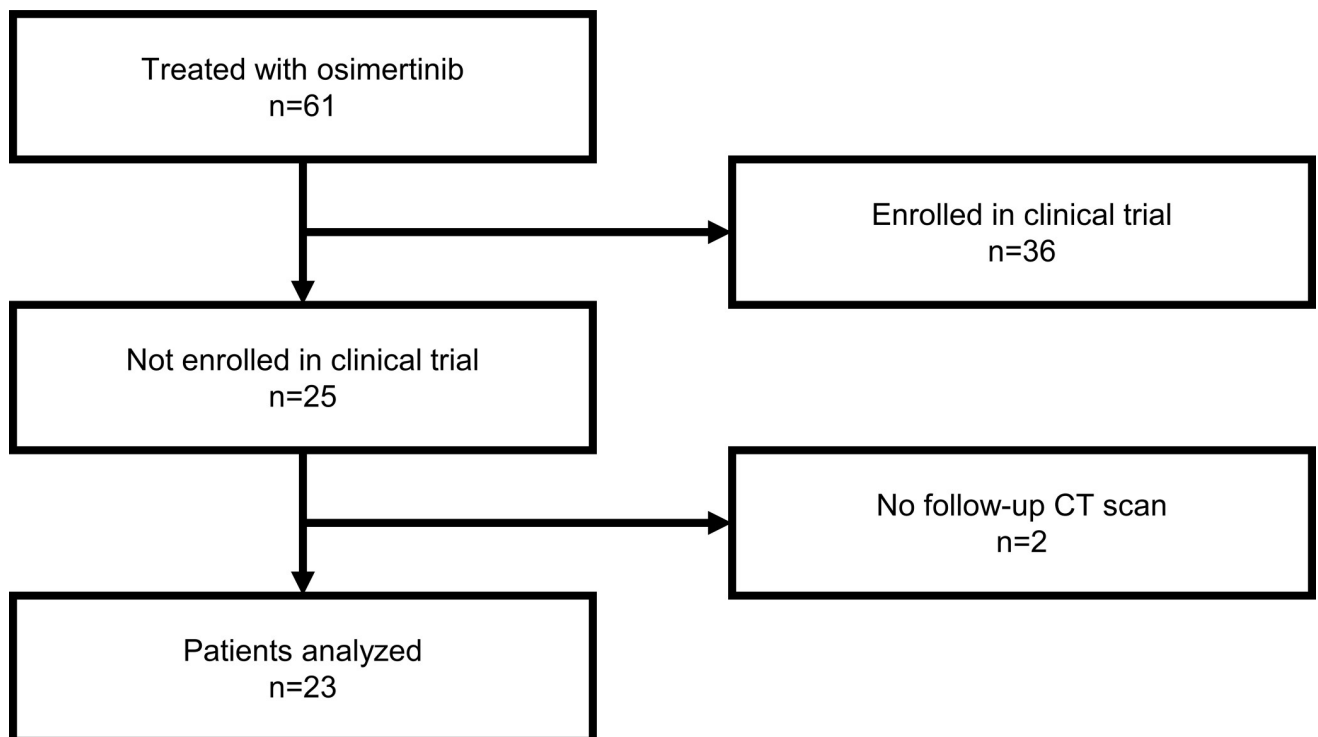 Treated with osimertinib
n=61
Enrolled in clinical trial
n=36
Not enrolled in clinical trial
n=25
No follow-up CT scan
n=2
Patients analyzed
n=23